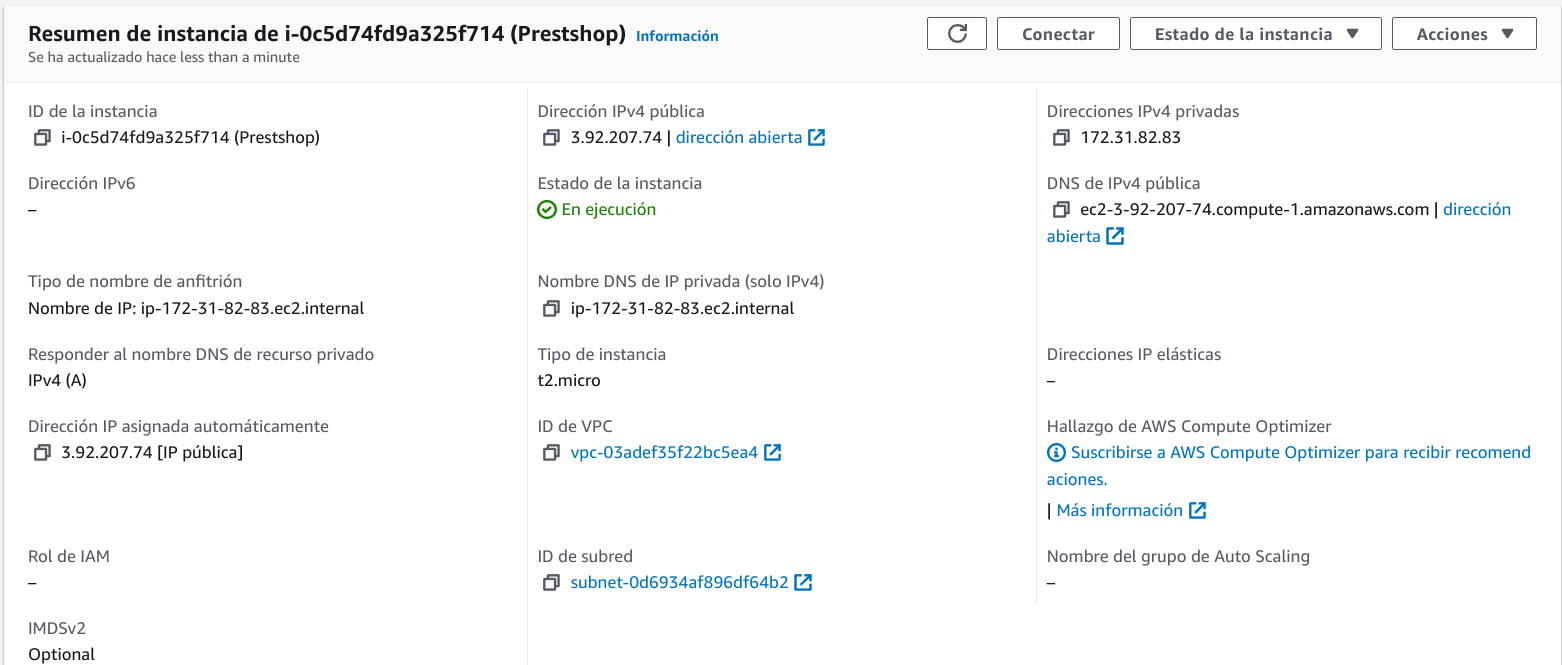 Resumen de instancia de i-0c5d74fd9a325f714 (Prestshop) Información
Se ha actualizado hace less than a minute
Conectar
Estado de la instancia
Acciones
ID de la instancia
i-0c5d74fd9a325f714 (Prestshop)
Dirección IPv4 pública
3.92.207.74 | dirección abierta
Direcciones IPv4 privadas
172.31.82.83
Dirección IPv6
–
Estado de la instancia
En ejecución
DNS de IPv4 pública
ec2-3-92-207-74.compute-1.amazonaws.com | dirección
abierta
Tipo de nombre de anfitrión
Nombre de IP: ip-172-31-82-83.ec2.internal
Nombre DNS de IP privada (solo IPv4)
ip-172-31-82-83.ec2.internal
Responder al nombre DNS de recurso privado
IPv4 (A)
Tipo de instancia
t2.micro
Direcciones IP elásticas
–
Dirección IP asignada automáticamente
3.92.207.74 [IP pública]
ID de VPC
vpc-03adef35f22bc5ea4
Hallazgo de AWS Compute Optimizer
Suscribirse a AWS Compute Optimizer para recibir recomend
aciones.
| Más información
Rol de IAM
–
ID de subred
subnet-0d6934af896df64b2
Nombre del grupo de Auto Scaling
–
IMDSv2
Optional